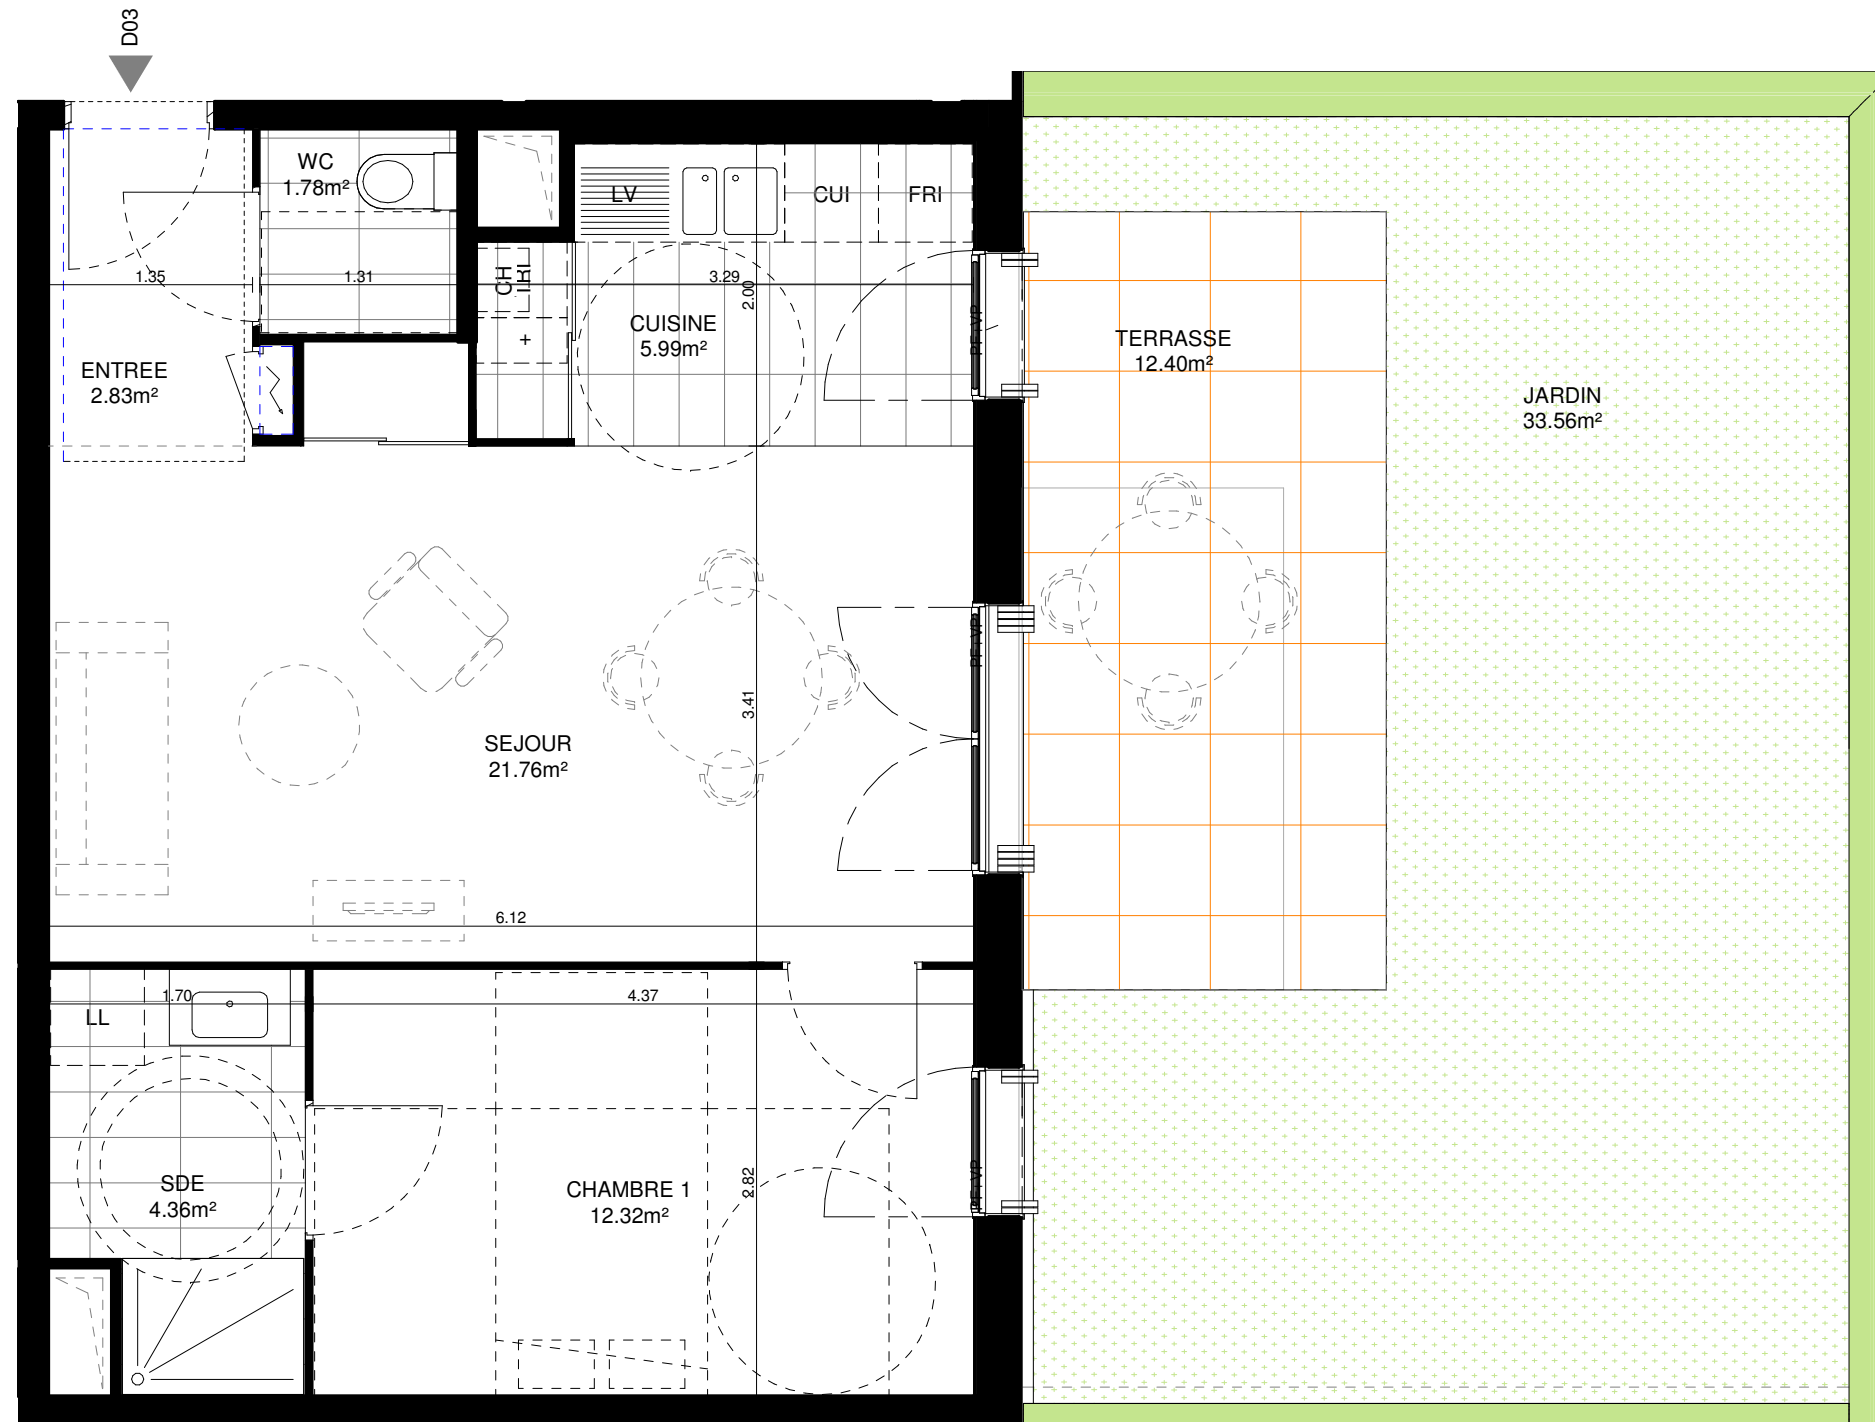 D03
WC
1.78m²
LV
CUI
FRI
CH
1.35
1.31
3.29
2.00
CUISINE
5.99m²
+
ENTREE
2.83m²
TERRASSE
12.40m²
JARDIN
33.56m²
3.41
SEJOUR
21.76m²
6.12
1.70
4.37
LL
SDE
4.36m²
CHAMBRE 1
12.32m²
2.82